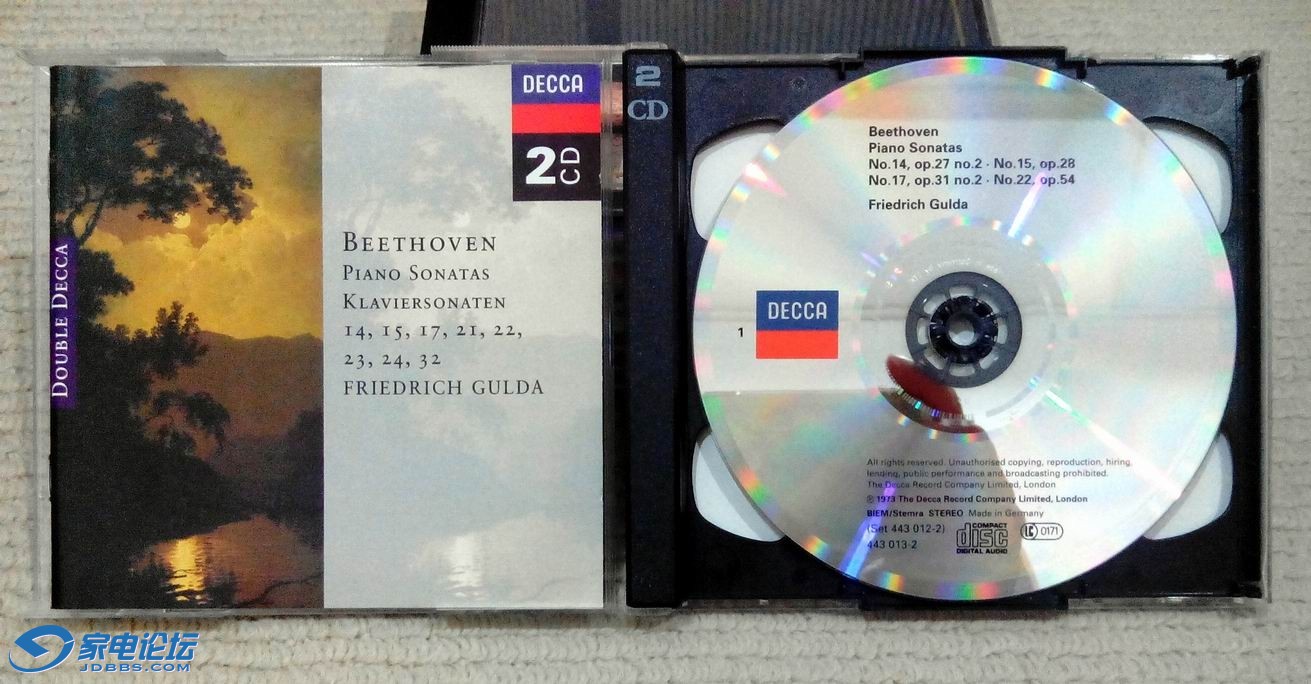 DECCA
2 CD
BEETHOVEN
PIANO SONATAS
KLAVIERSONATEN
14, 15, 17, 21, 22,
23, 24, 32
FRIEDRICH GULDA
DOUBLE DECCA
2
CD
Beethoven
Piano Sonatas
No.14, op.27 no.2 · No.15, op.28
No.17, op.31 no.2 · No.22, op.54
Friedrich Gulda
1
DECCA
All rights reserved. Unauthorised copying, reproduction, hiring,
lending, public performance and broadcasting prohibited.
The Decca Record Company Limited, London
℗ 1973 The Decca Record Company Limited, London
BIEM/Stemra STEREO Made in Germany
(Set 443 012-2)
443 013-2
COMPACT
disc
DIGITAL AUDIO
LC 0171
家电论坛
JDBBS.COM